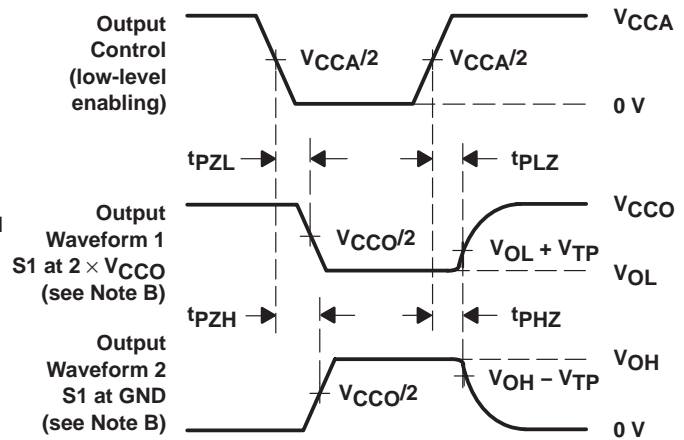 Output
Control
(low-level
enabling)
VCCA/2
VCCA/2
VCCA
0 V
tPZL
tPLZ
Output
Waveform 1
S1 at 2 × VCCO
(see Note B)
VCCO/2
VCCO
VOL + VTP
VOL
tPZH
tPHZ
Output
Waveform 2
S1 at GND
(see Note B)
VCCO/2
VOH
VOH − VTP
0 V